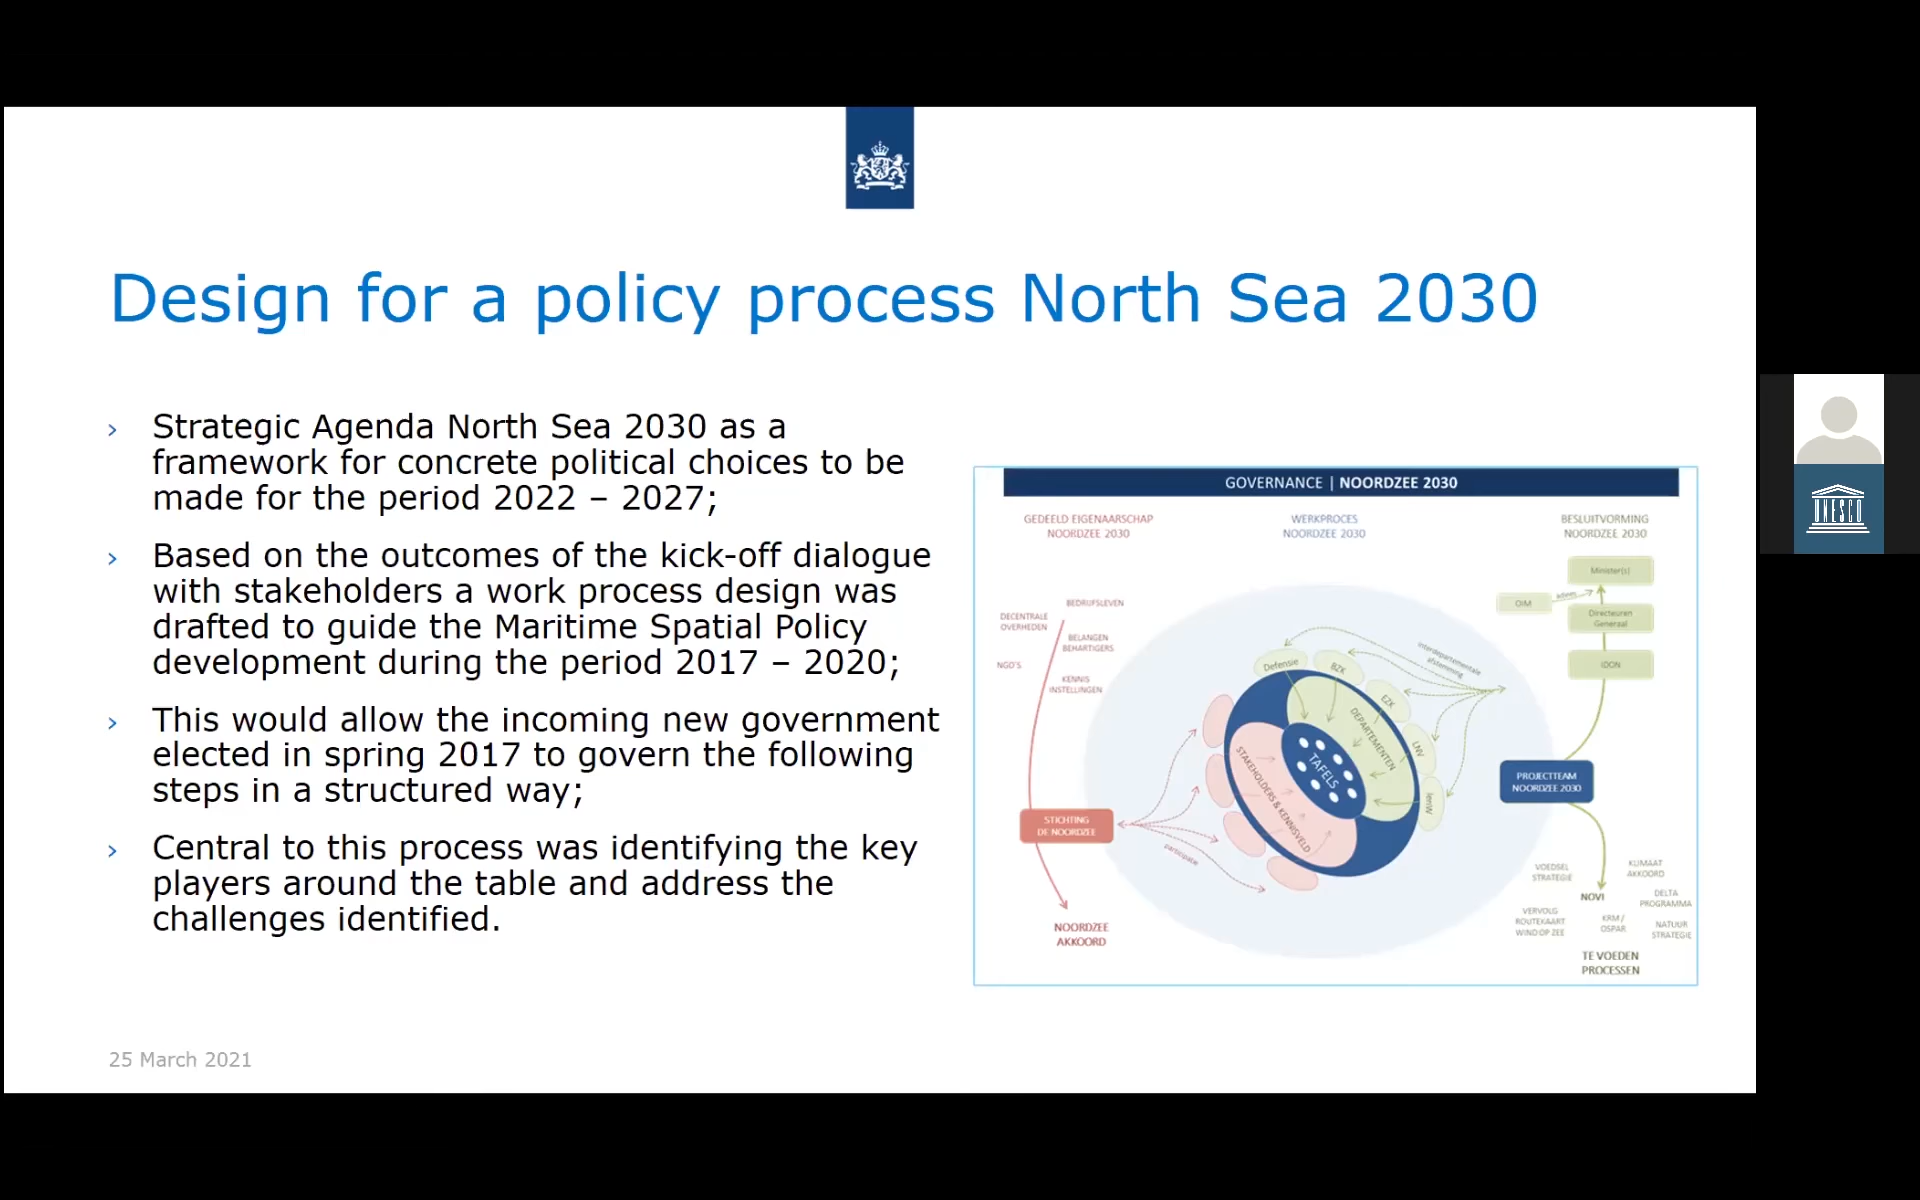 Design for a policy process North Sea 2030
› Strategic Agenda North Sea 2030 as a
framework for concrete political choices to be
made for the period 2022 – 2027;
› Based on the outcomes of the kick-off dialogue
with stakeholders a work process design was
drafted to guide the Maritime Spatial Policy
development during the period 2017 – 2020;
› This would allow the incoming new government
elected in spring 2017 to govern the following
steps in a structured way;
› Central to this process was identifying the key
players around the table and address the
challenges identified.
25 March 2021
GOVERNANCE | NOORDZEE 2030
GEDEELD EIGENAARSCHAP
NOORDZEE 2030
WERKPROCES
NOORDZEE 2030
BESLUITVORMING
NOORDZEE 2030
BEDRIJFSLEVEN
DECENTRALE
OVERHEDEN
BELANGEN
BEHARTIGERS
NGO'S
KENNIS
INSTELLINGEN
STICHTING
DE NOORDZEE
NOORDZEE
AKKOORD
participatie
Defensie
BZK
EZK
LNV
IenW
interdepartementale
afstemming
DEPARTEMENTEN
TAFELS
STAKEHOLDERS & KENNISVELD
Minister(s)
OIM
advies
Directeuren
Generaal
IDON
PROJECTTEAM
NOORDZEE 2030
VOEDSEL
STRATEGIE
KLIMAAT
AKKOORD
NOVI
DELTA
PROGRAMMA
VERVOLG
ROUTEKAART
WIND OP ZEE
KRM /
OSPAR
NATUUR
STRATEGIE
TE VOEDEN
PROCESSEN
UNESCO